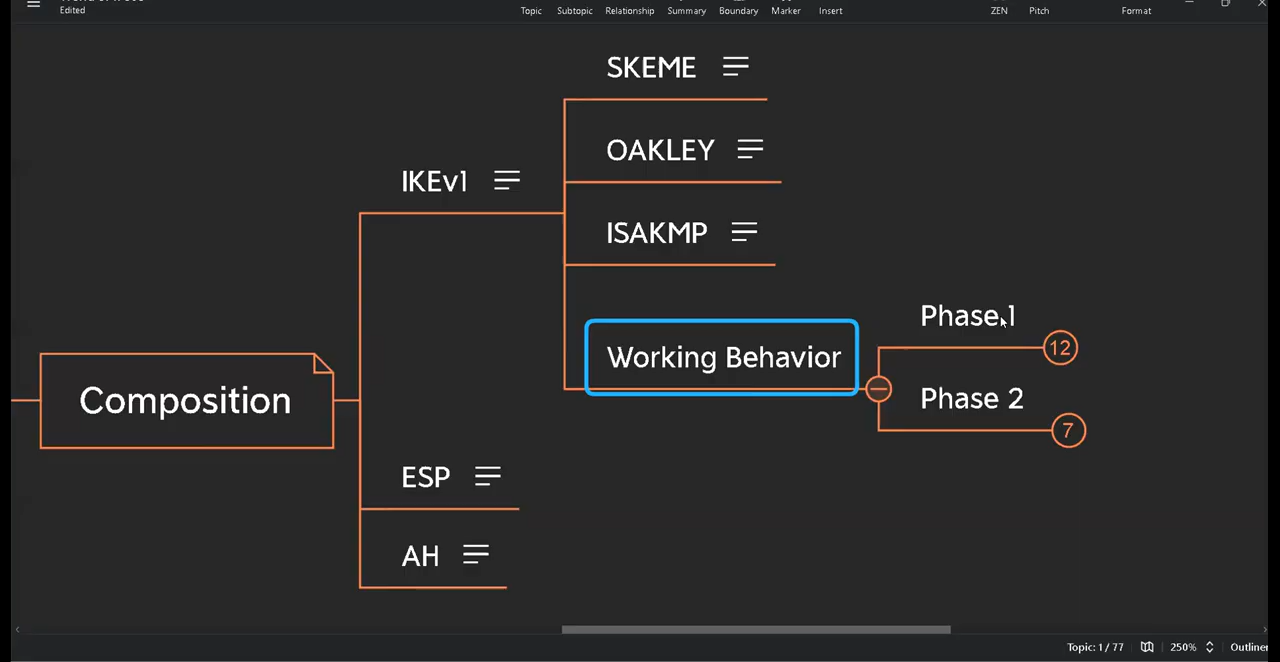 Edited
Topic Subtopic Relationship Summary Boundary Marker Insert ZEN Pitch Format
SKEME
OAKLEY
IKEv1
ISAKMP
Phase 1
12
Working Behavior
Composition
Phase 2
7
ESP
AH
Topic: 1 / 77 250% Outliner